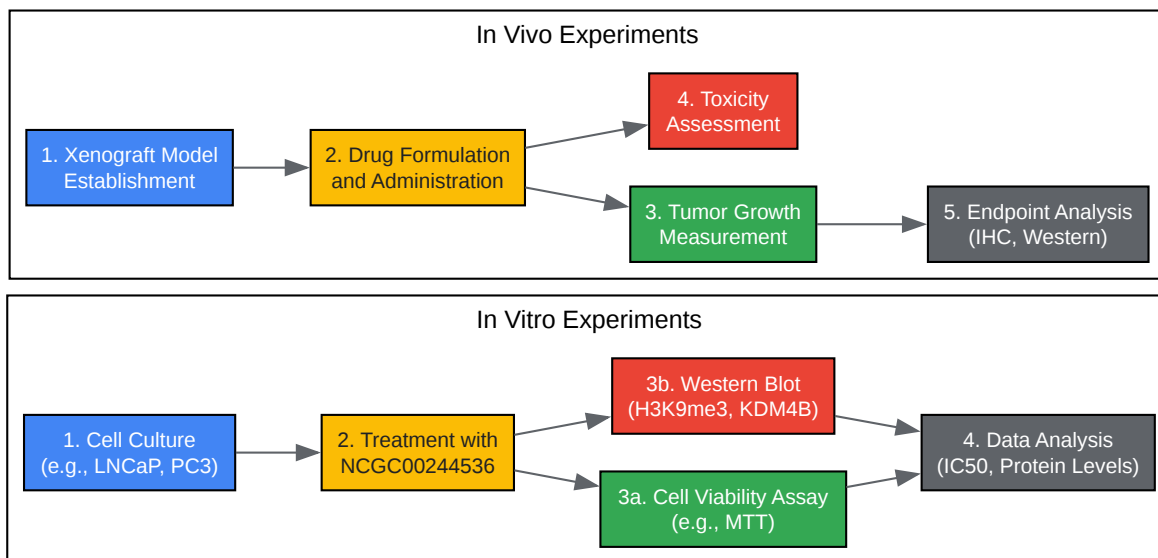 In Vivo Experiments
4. Toxicity
Assessment
1. Xenograft Model
Establishment
2. Drug Formulation
and Administration
3. Tumor Growth
Measurement
5. Endpoint Analysis
(IHC, Western)
In Vitro Experiments
3b. Western Blot
(H3K9me3, KDM4B)
1. Cell Culture
(e.g., LNCaP, PC3)
2. Treatment with
NCGC00244536
4. Data Analysis
(IC50, Protein Levels)
3a. Cell Viability Assay
(e.g., MTT)